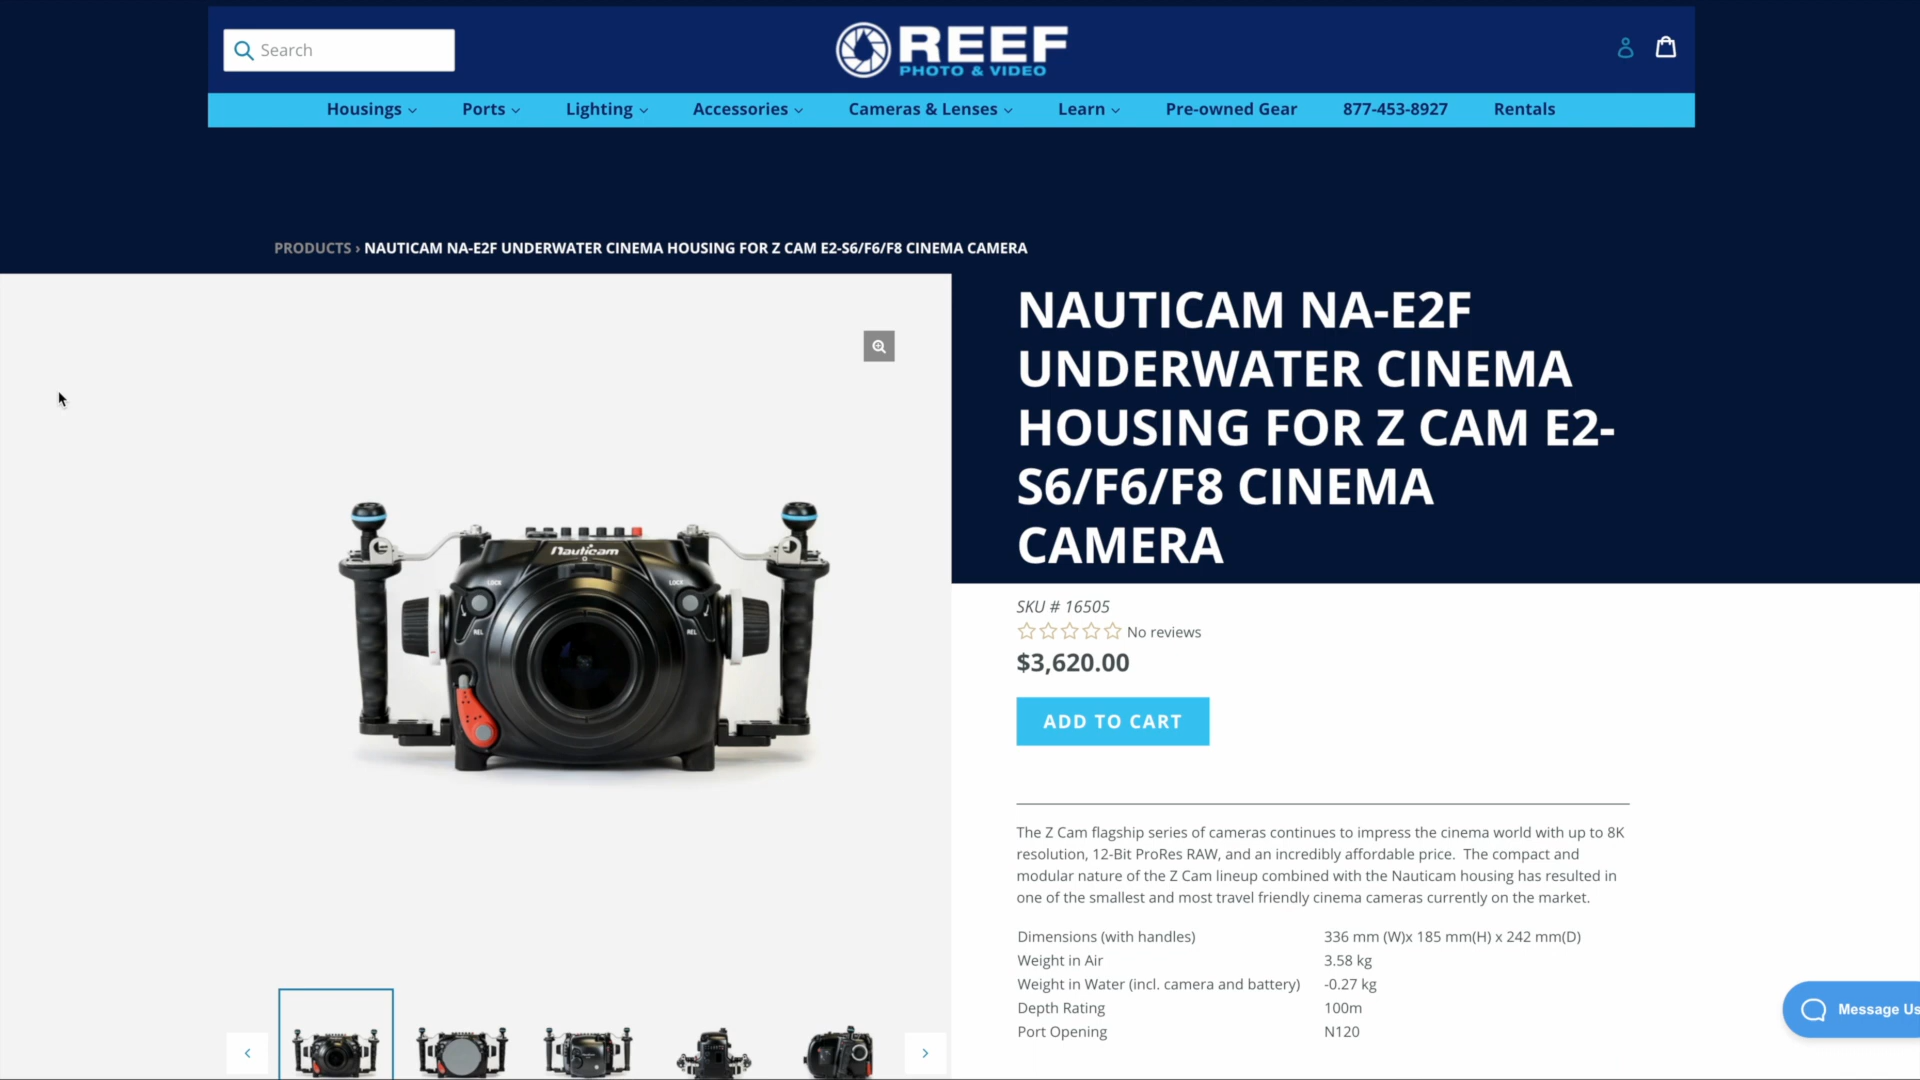 Search
REEF
PHOTO & VIDEO
Housings
Ports
Lighting
Accessories
Cameras & Lenses
Learn
Pre-owned Gear
877-453-8927
Rentals
PRODUCTS › NAUTICAM NA-E2F UNDERWATER CINEMA HOUSING FOR Z CAM E2-S6/F6/F8 CINEMA CAMERA
NAUTICAM NA-E2F
UNDERWATER CINEMA
HOUSING FOR Z CAM E2-
S6/F6/F8 CINEMA
CAMERA
Nauticam
LOCK
LOCK
REL
REL
SKU # 16505
No reviews
$3,620.00
ADD TO CART
The Z Cam flagship series of cameras continues to impress the cinema world with up to 8K
resolution, 12-Bit ProRes RAW, and an incredibly affordable price.  The compact and
modular nature of the Z Cam lineup combined with the Nauticam housing has resulted in
one of the smallest and most travel friendly cinema cameras currently on the market.
Dimensions (with handles) 336 mm (W)x 185 mm(H) x 242 mm(D)
Weight in Air 3.58 kg
Weight in Water (incl. camera and battery) -0.27 kg
Depth Rating 100m
Port Opening N120
Message Us